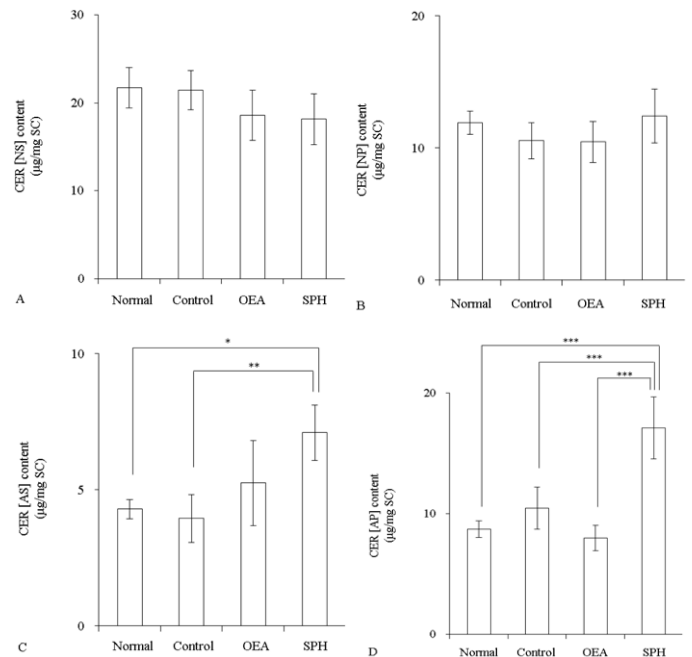 30
20
10
0
CER [NS] content
(µg/mg SC)
A
Normal Control OEA SPH
20
10
0
CER [NP] content
(µg/mg SC)
B
Normal Control OEA SPH
10
5
0
CER [AS] content
(µg/mg SC)
*
**
C
Normal Control OEA SPH
20
10
0
CER [AP] content
(µg/mg SC)
***
***
***
D
Normal Control OEA SPH